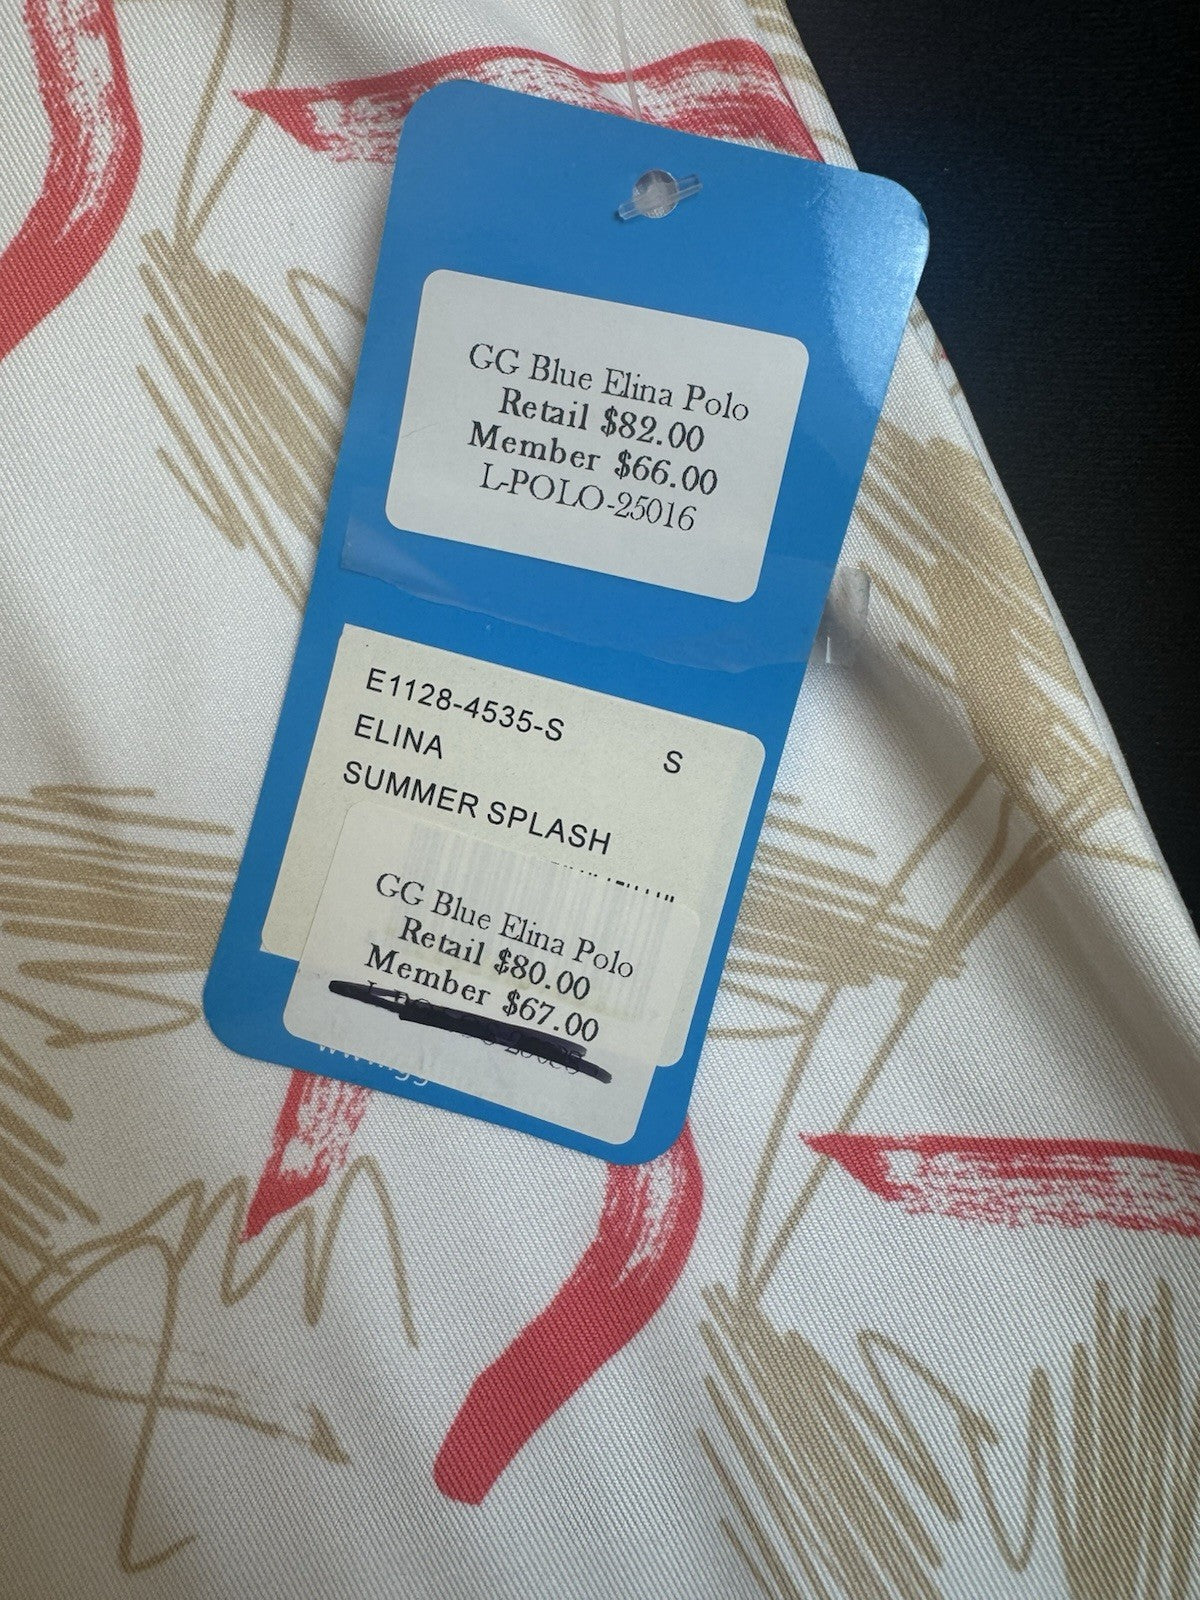 GG Blue Elina Polo
Retail $82.00
Member $66.00
L-POLO-25016
E1128-4535-S S
ELINA
SUMMER SPLASH
GG Blue Elina Polo
Retail $80.00
Member $67.00